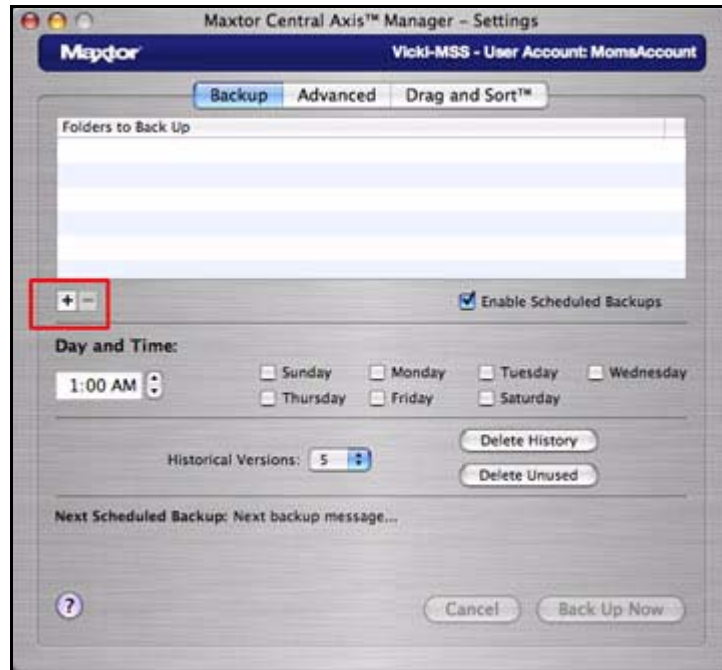 Maxtor Central Axis™ Manager – Settings
Maxtor
Vicki-MSS - User Account: MomsAccount
Backup Advanced Drag and Sort™
Folders to Back Up
+ −
Enable Scheduled Backups
Day and Time:
1:00 AM
Sunday Monday Tuesday Wednesday
Thursday Friday Saturday
Historical Versions: 5
Delete History
Delete Unused
Next Scheduled Backup: Next backup message...
?
Cancel Back Up Now